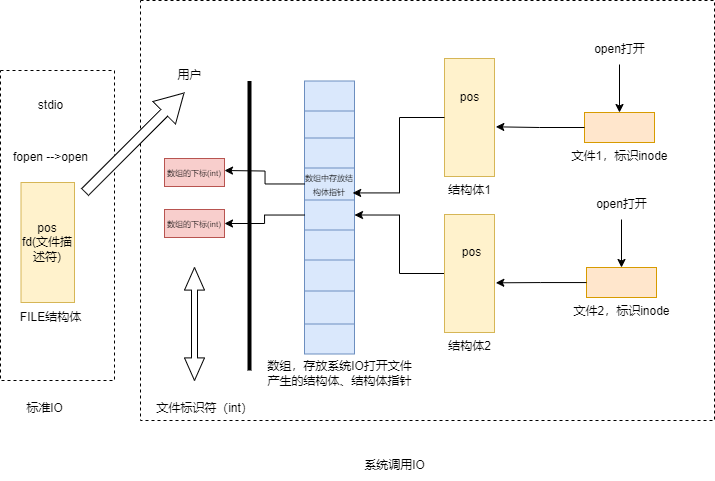 stdio
fopen -->open
pos
fd(文件描
述符)
FILE结构体
标准IO
用户
数组的下标(int)
数组的下标(int)
文件标识符（int）
数组中存放结
构体指针
数组，存放系统IO打开文件
产生的结构体、结构体指针
pos
结构体1
pos
结构体2
open打开
文件1，标识inode
open打开
文件2，标识inode
系统调用IO